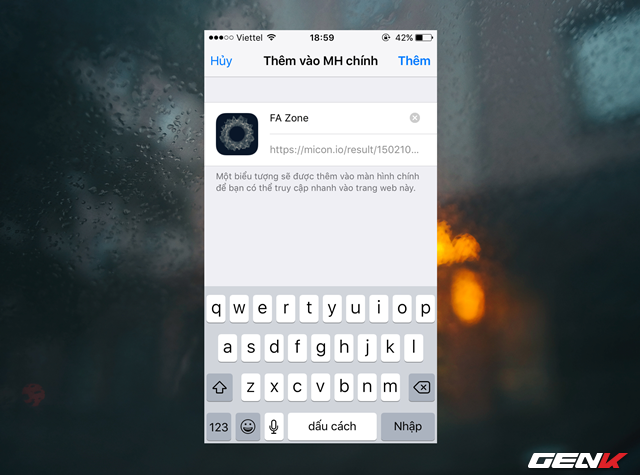 Viettel 18:59 42%
Hủy Thêm vào MH chính Thêm
FA Zone
https://micon.io/result/150210...
Một biểu tượng sẽ được thêm vào màn hình chính
để bạn có thể truy cập nhanh vào trang web này.
q w e r t y u i o p
a s d f g h j k l
z x c v b n m
123 dấu cách Nhập
GENK